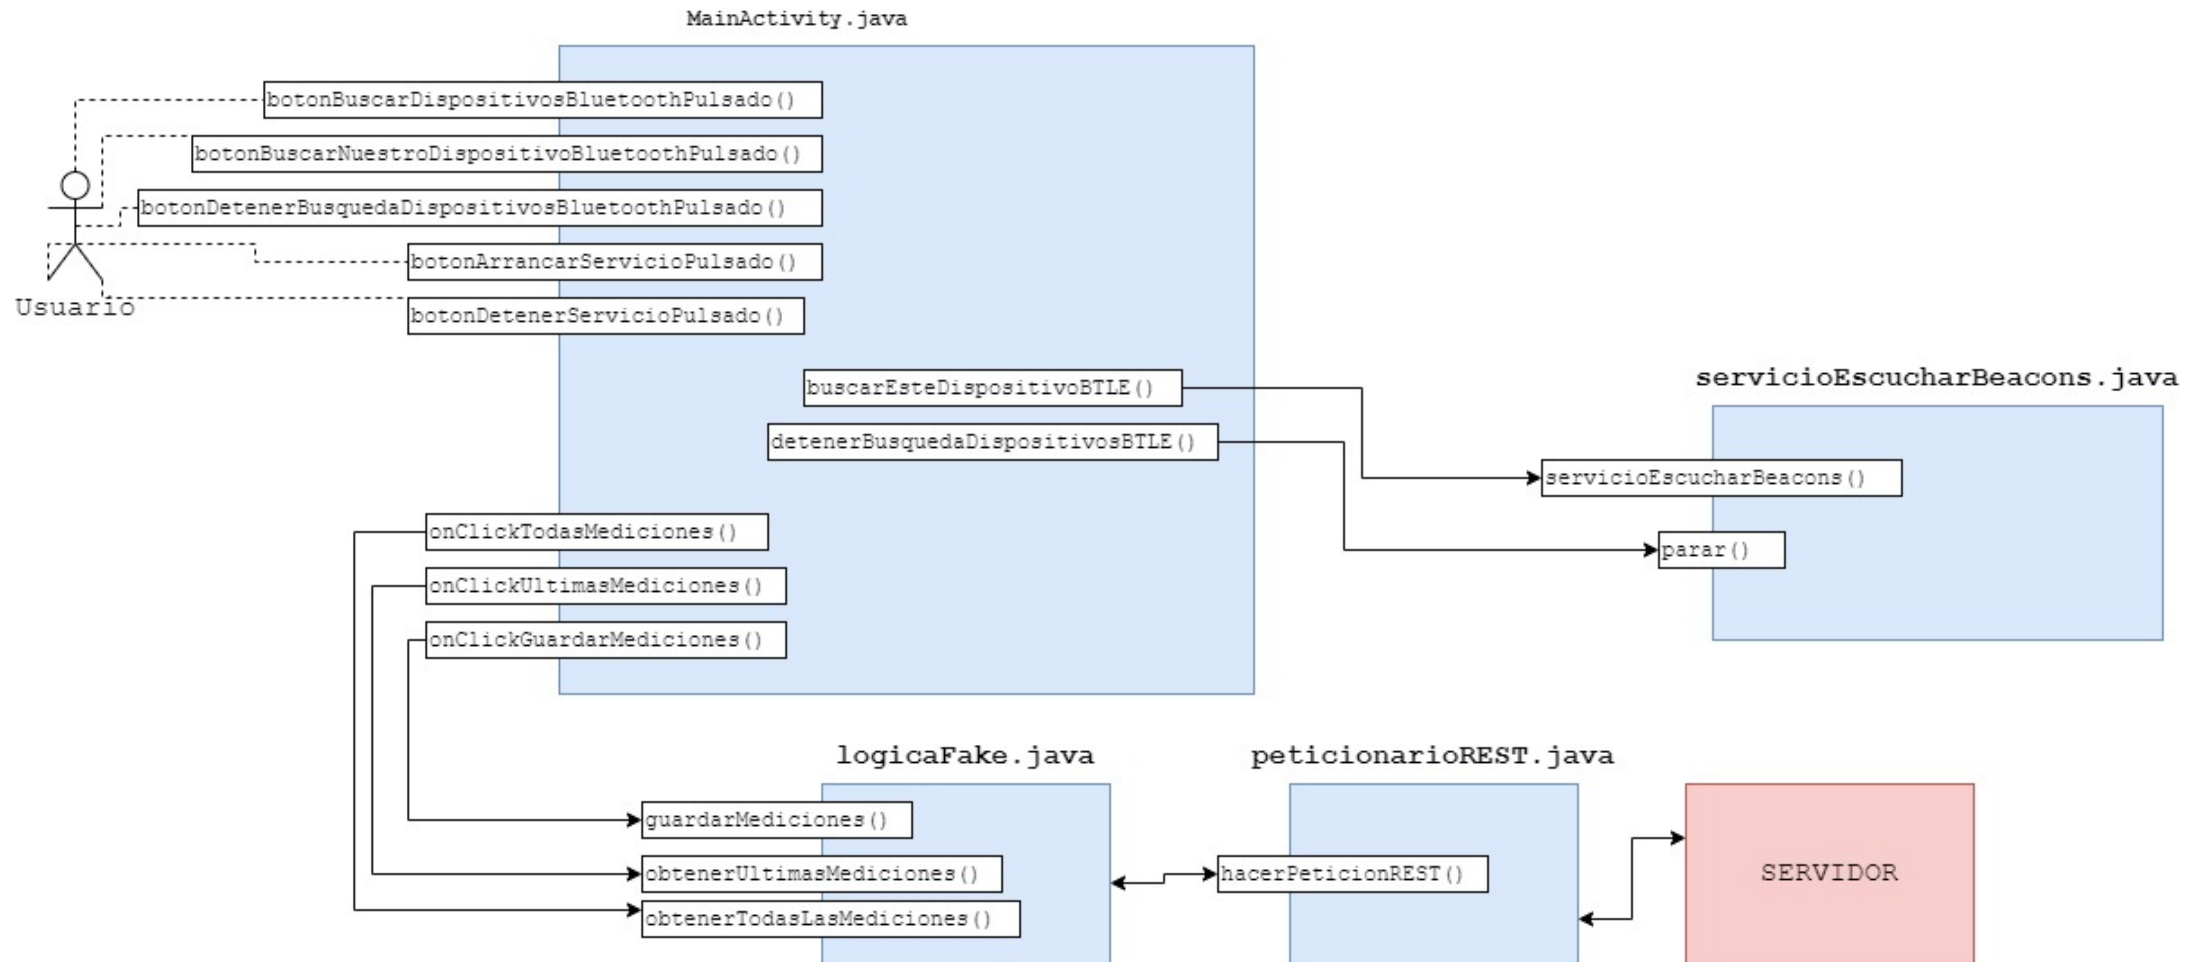 MainActivity.java
botonBuscarDispositivosBluetoothPulsado()
botonBuscarNuestroDispositivoBluetoothPulsado()
botonDetenerBusquedaDispositivosBluetoothPulsado()
botonArrancarServicioPulsado()
Usuario
botonDetenerServicioPulsado()
buscarEsteDispositivoBTLE()
detenerBusquedaDispositivosBTLE()
servicioEscucharBeacons.java
servicioEscucharBeacons()
parar()
onClickTodasMediciones()
onClickUltimasMediciones()
onClickGuardarMediciones()
logicaFake.java
guardarMediciones()
obtenerUltimasMediciones()
obtenerTodasLasMediciones()
peticionarioREST.java
hacerPeticionREST()
SERVIDOR